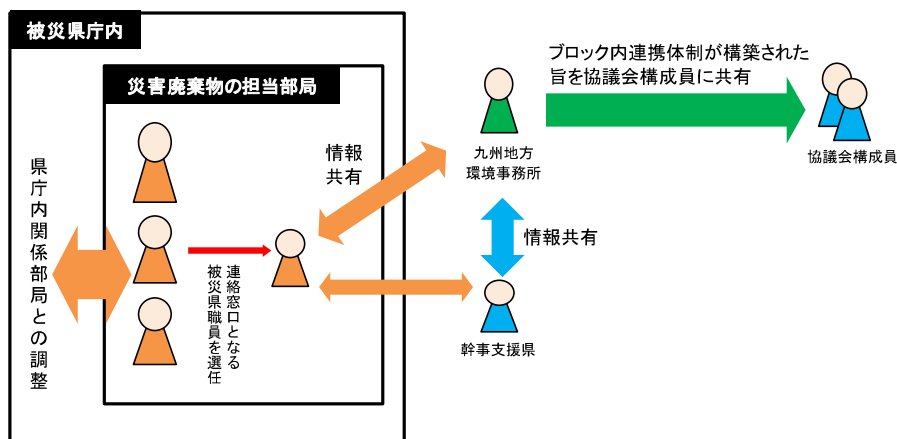 被災県庁内
災害廃棄物の担当部局
県庁内関係部局との調整
連絡窓口となる
被災県職員を選任
情報
共有
九州地方
環境事務所
ブロック内連携体制が構築された
旨を協議会構成員に共有
協議会構成員
情報共有
幹事支援県